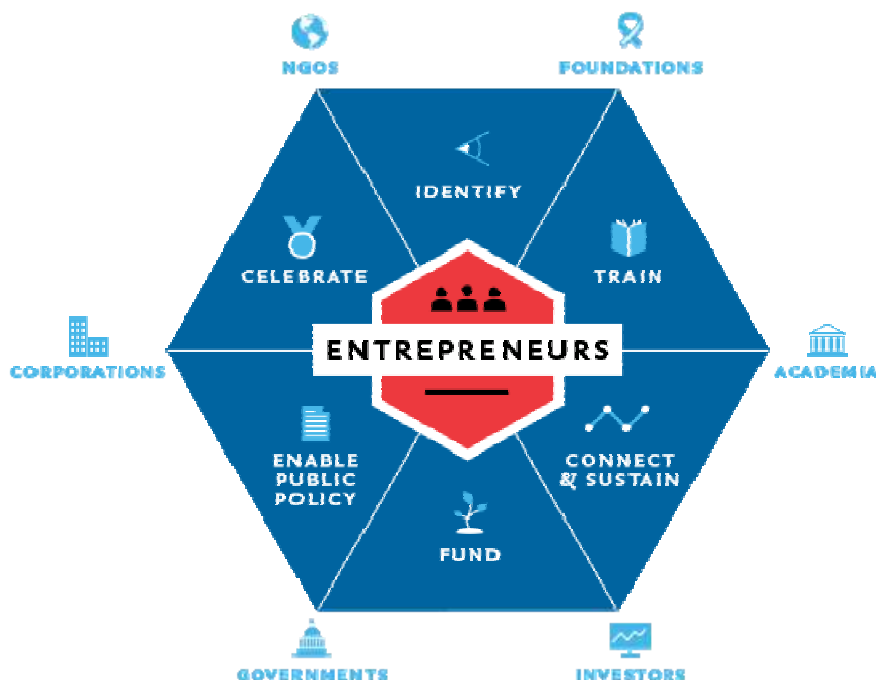 NGOS
FOUNDATIONS
IDENTIFY
CELEBRATE
TRAIN
ENTREPRENEURS
CORPORATIONS
ACADEMIA
ENABLE
PUBLIC
POLICY
CONNECT
& SUSTAIN
FUND
GOVERNMENTS
INVESTORS